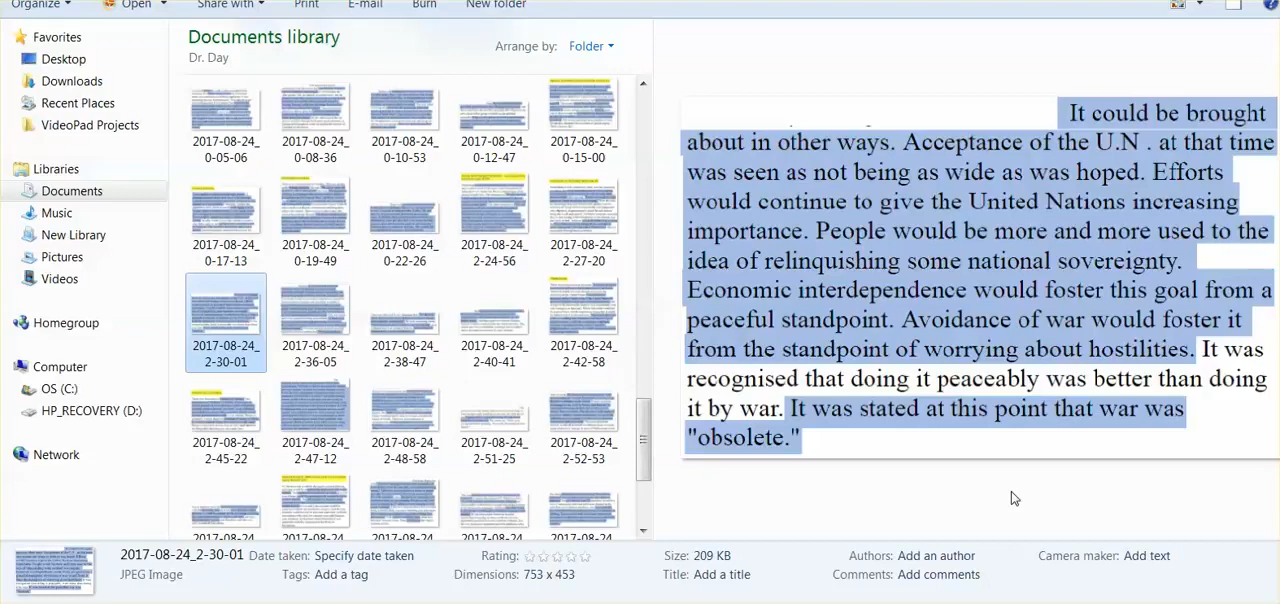 Organize
Open
Share with
Print
E-mail
Burn
New folder
Favorites
Desktop
Downloads
Recent Places
VideoPad Projects
Libraries
Documents
Music
New Library
Pictures
Videos
Homegroup
Computer
OS (C:)
HP_RECOVERY (D:)
Network
Documents library
Dr. Day
Arrange by: Folder
2017-08-24_ 2017-08-24_ 2017-08-24_ 2017-08-24_ 2017-08-24_
0-05-06 0-08-36 0-10-53 0-12-47 0-15-00
2017-08-24_ 2017-08-24_ 2017-08-24_ 2017-08-24_ 2017-08-24_
0-17-13 0-19-49 0-22-26 2-24-56 2-27-20
2017-08-24_ 2017-08-24_ 2017-08-24_ 2017-08-24_ 2017-08-24_
2-30-01 2-36-05 2-38-47 2-40-41 2-42-58
2017-08-24_ 2017-08-24_ 2017-08-24_ 2017-08-24_ 2017-08-24_
2-45-22 2-47-12 2-48-58 2-51-25 2-52-53
2017-08-24_ 2017-08-24_ 2017-08-24_ 2017-08-24_ 2017-08-24_
It could be brought
about in other ways. Acceptance of the U.N . at that time
was seen as not being as wide as was hoped. Efforts
would continue to give the United Nations increasing
importance. People would be more and more used to the
idea of relinquishing some national sovereignty.
Economic interdependence would foster this goal from a
peaceful standpoint. Avoidance of war would foster it
from the standpoint of worrying about hostilities. It was
recognised that doing it peaceably was better than doing
it by war. It was stated at this point that war was
"obsolete."
2017-08-24_2-30-01 Date taken: Specify date taken Rating: Size: 209 KB Authors: Add an author Camera maker: Add text
JPEG Image Tags: Add a tag Dimensions: 753 x 453 Title: Add a title Comments: Add comments